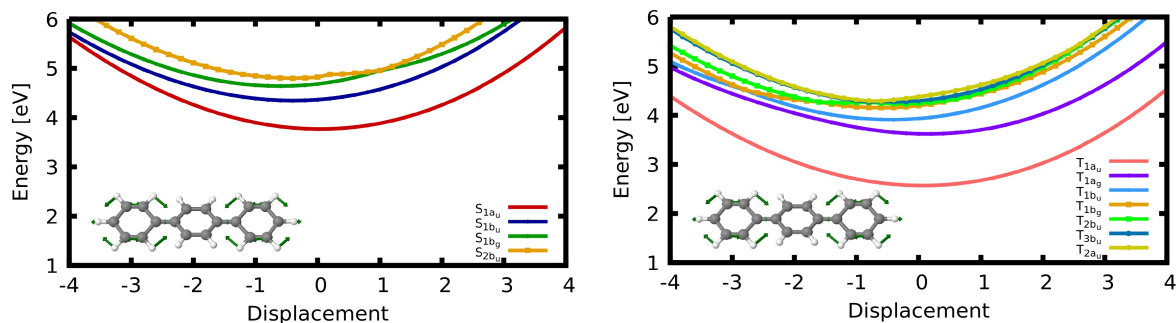 6
5
4
3
2
1
Energy [eV]
-4 -3 -2 -1 0 1 2 3 4
Displacement
S1au
S1bu
S1bg
S2bu
6
5
4
3
2
1
Energy [eV]
-4 -3 -2 -1 0 1 2 3 4
Displacement
T1au
T1ag
T1bu
T1bg
T2bu
T3bu
T2au